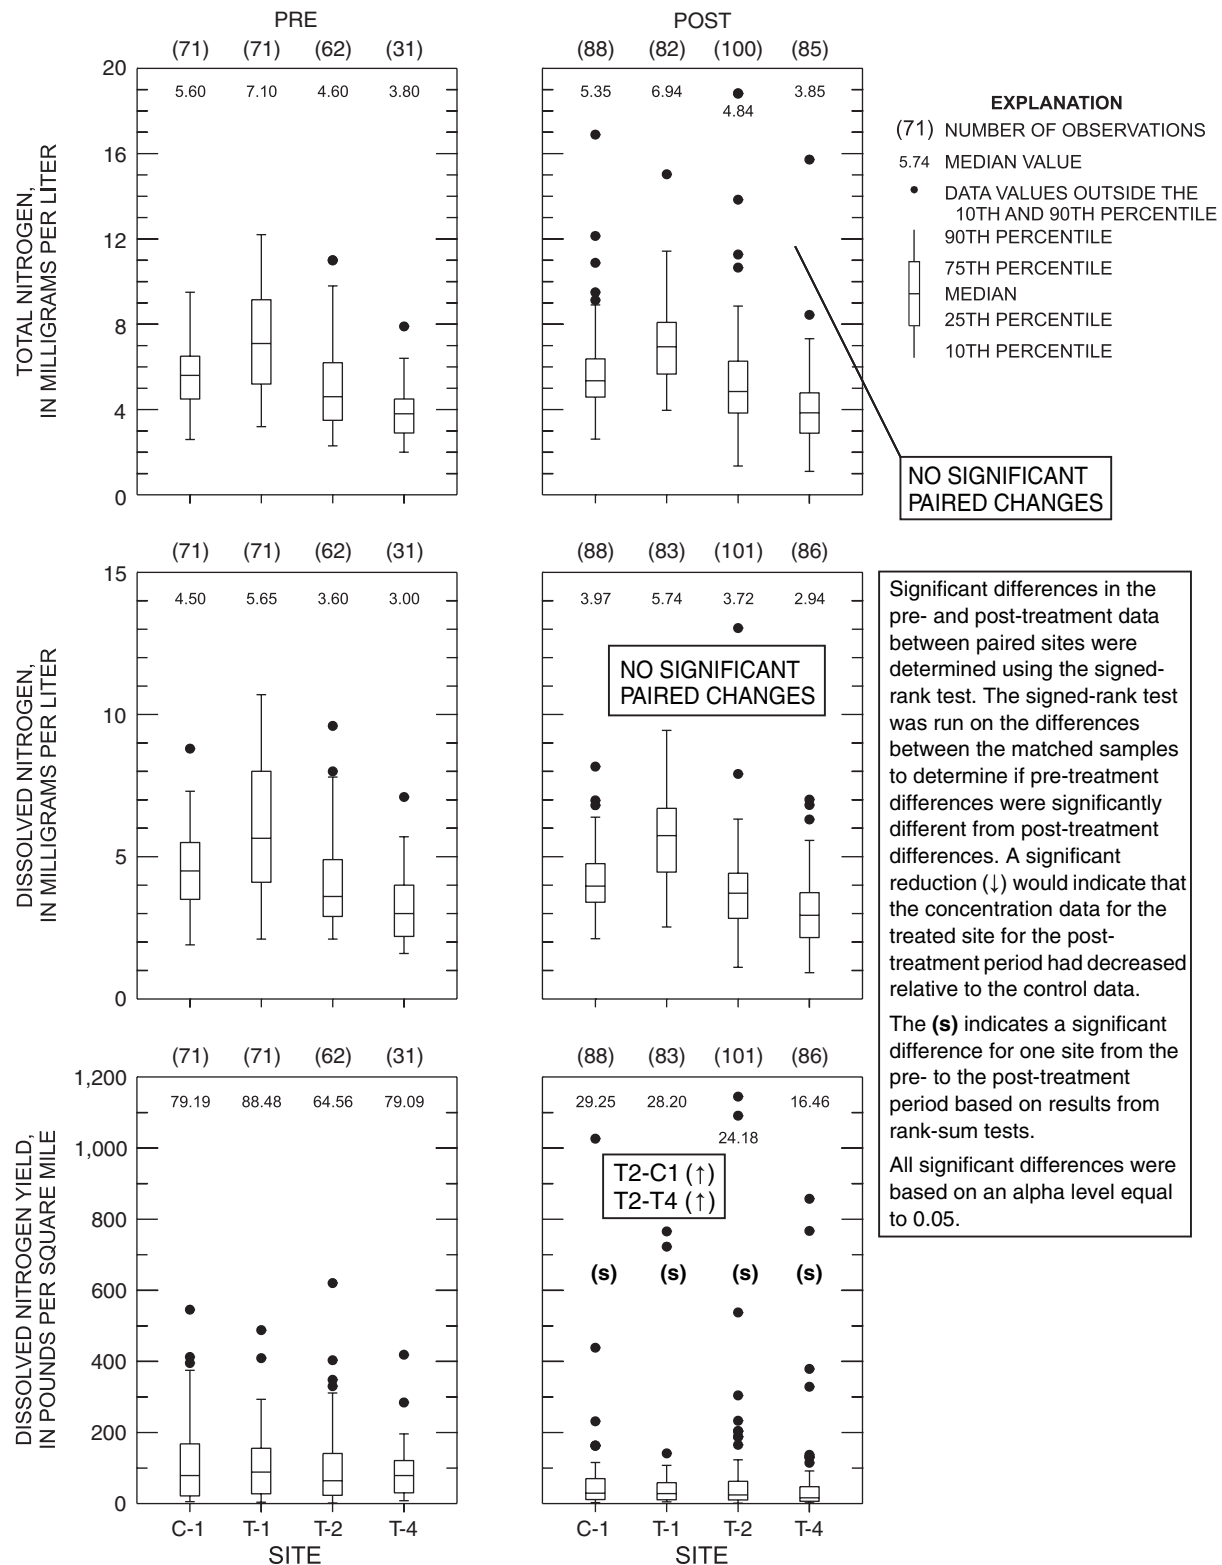 PRE
POST
(71) (71) (62) (31)
(88) (82) (100) (85)
TOTAL NITROGEN,
IN MILLIGRAMS PER LITER
20
16
12
8
4
0
5.60 7.10 4.60 3.80
5.35 6.94 4.84 3.85
EXPLANATION
(71) NUMBER OF OBSERVATIONS
5.74 MEDIAN VALUE
DATA VALUES OUTSIDE THE
10TH AND 90TH PERCENTILE
90TH PERCENTILE
75TH PERCENTILE
MEDIAN
25TH PERCENTILE
10TH PERCENTILE
NO SIGNIFICANT
PAIRED CHANGES
(71) (71) (62) (31)
(88) (83) (101) (86)
DISSOLVED NITROGEN,
IN MILLIGRAMS PER LITER
15
10
5
0
4.50 5.65 3.60 3.00
3.97 5.74 3.72 2.94
NO SIGNIFICANT
PAIRED CHANGES
Significant differences in the
pre- and post-treatment data
between paired sites were
determined using the signed-
rank test. The signed-rank test
was run on the differences
between the matched samples
to determine if pre-treatment
differences were significantly
different from post-treatment
differences. A significant
reduction (↓) would indicate that
the concentration data for the
treated site for the post-
treatment period had decreased
relative to the control data.
The (s) indicates a significant
difference for one site from the
pre- to the post-treatment
period based on results from
rank-sum tests.
All significant differences were
based on an alpha level equal
to 0.05.
(71) (71) (62) (31)
(88) (83) (101) (86)
DISSOLVED NITROGEN YIELD,
IN POUNDS PER SQUARE MILE
1,200
1,000
800
600
400
200
0
79.19 88.48 64.56 79.09
29.25 28.20 24.18 16.46
T2-C1 (↑)
T2-T4 (↑)
(s) (s) (s) (s)
C-1 T-1 T-2 T-4
SITE
C-1 T-1 T-2 T-4
SITE